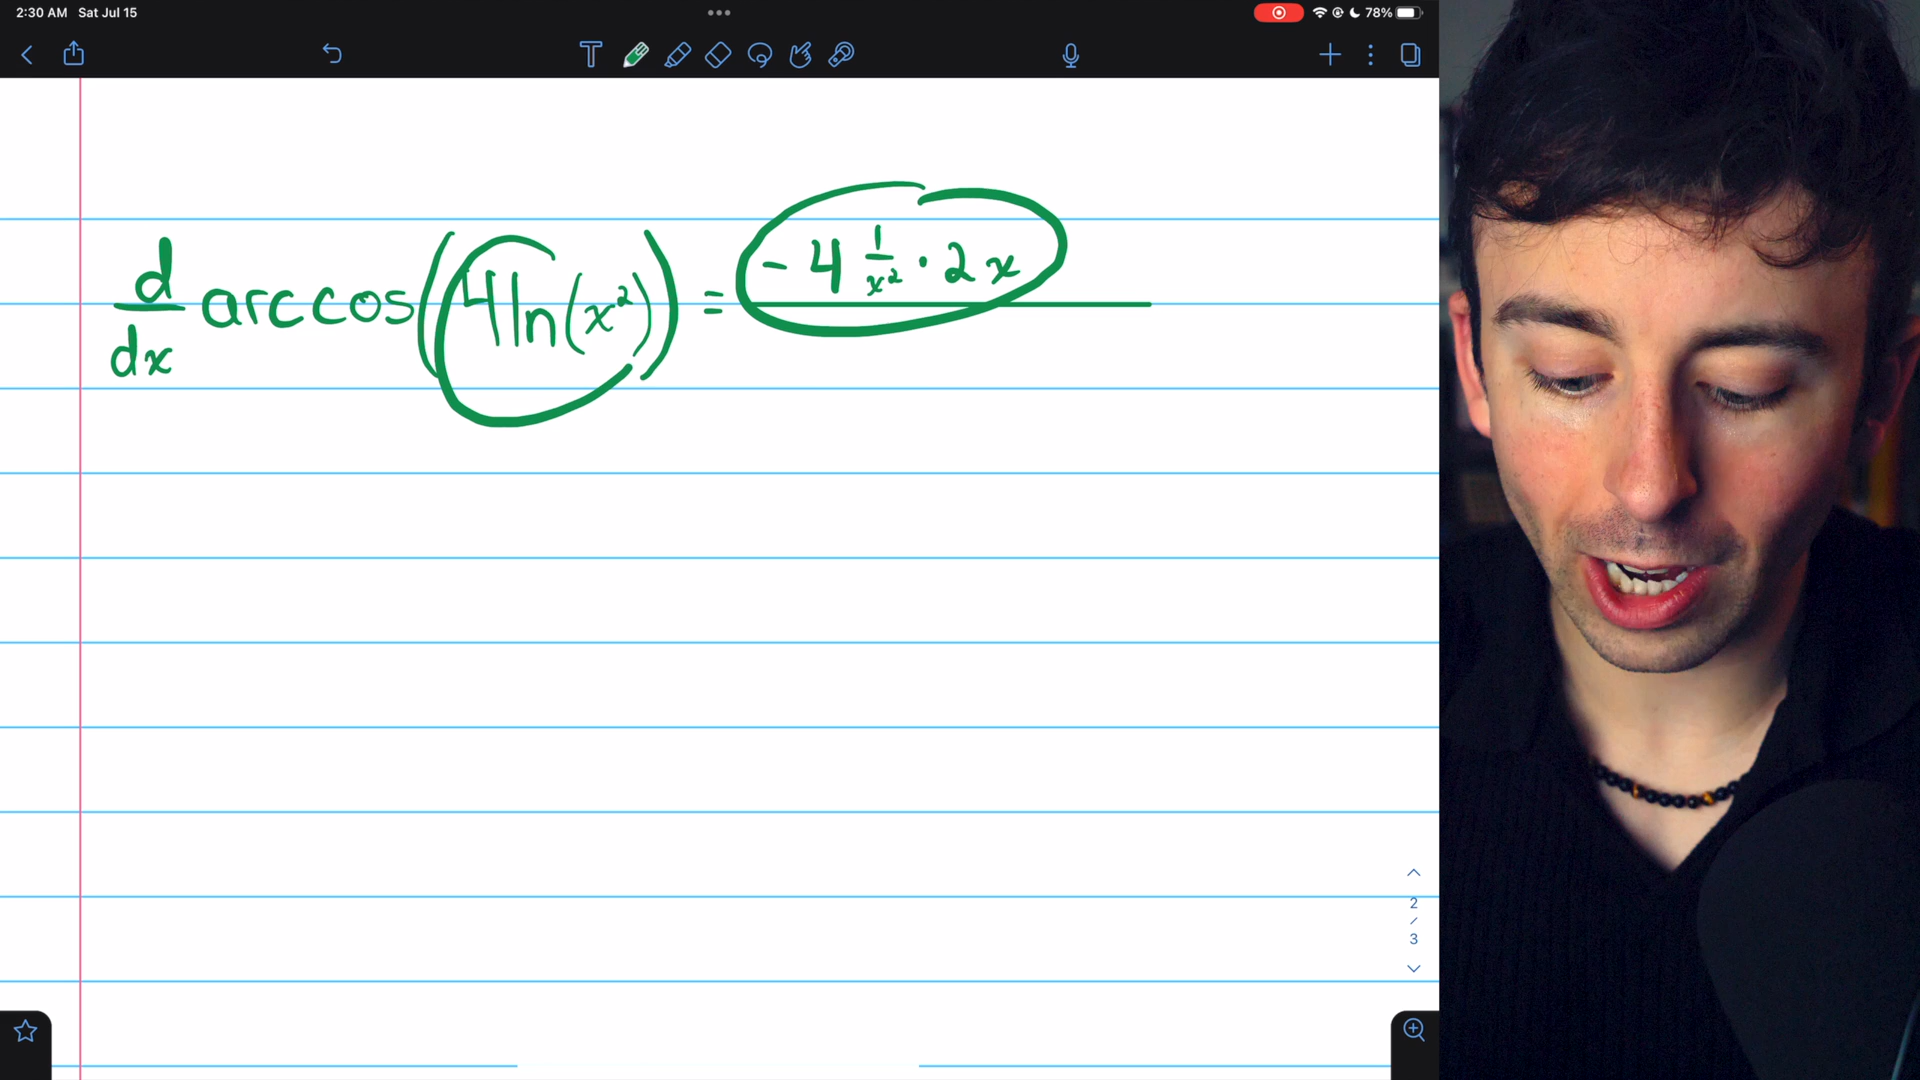 2:30 AM Sat Jul 15
78%
d/dx arccos(4ln(x²)) = -4 1/x² · 2x
2
/
3